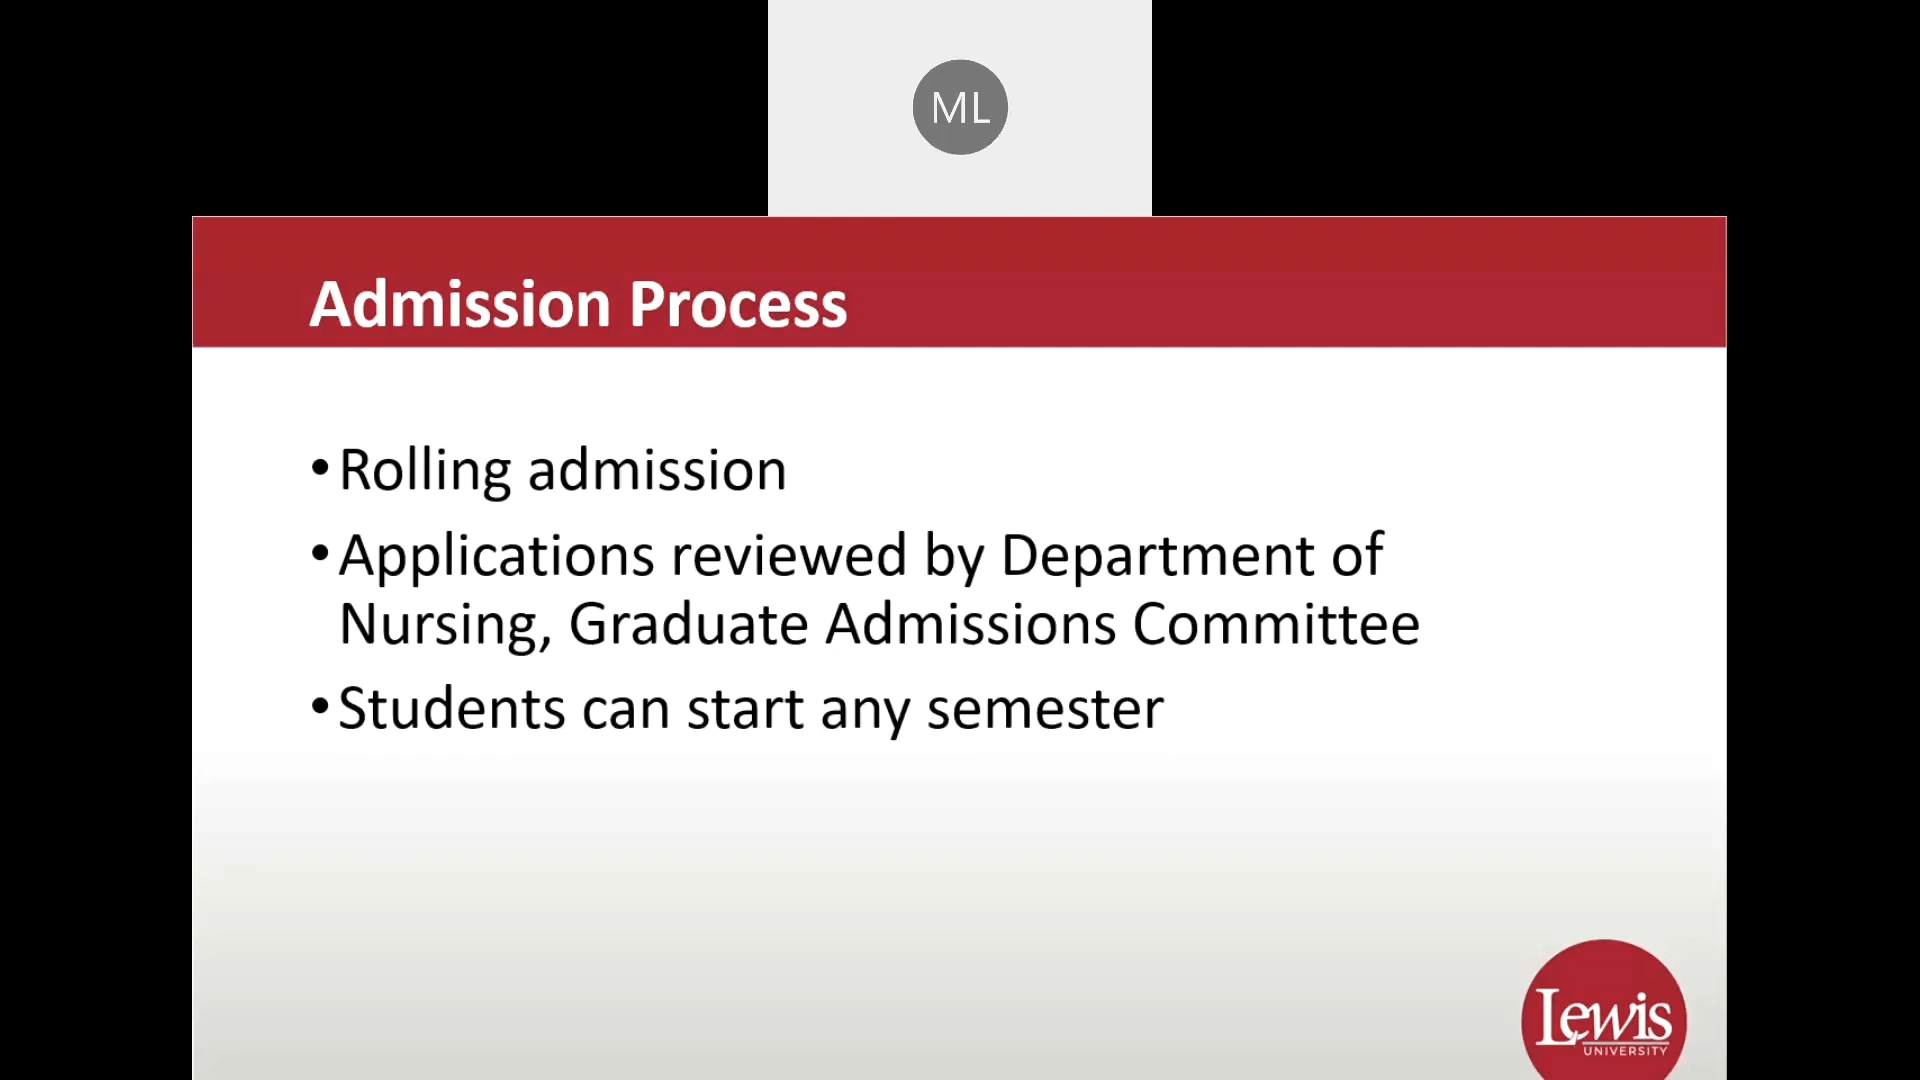 ML
Admission Process
•Rolling admission
•Applications reviewed by Department of
Nursing, Graduate Admissions Committee
•Students can start any semester
Lewis
UNIVERSITY